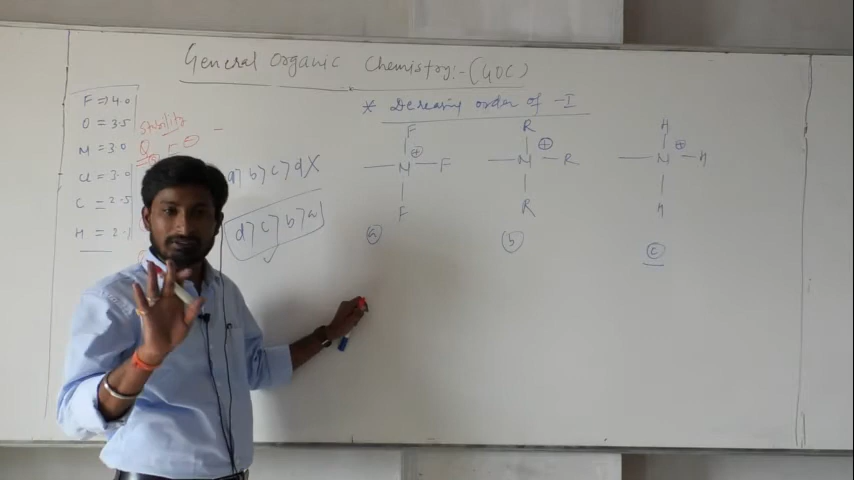 General Organic Chemistry:-(GOC)
* Decreasing order of -I
F => 4.0
O = 3.5
N = 3.0
Cl = 3.0
C = 2.5
H = 2.1
Stability
a>b>c>d X
d>c>b>a ✓
F
—N⊕—F
F
(a)
R
—N⊕—R
R
(b)
H
—N⊕—H
H
(c)